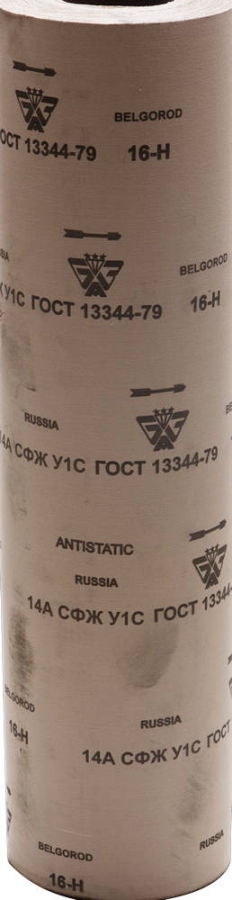 BELGOROD
ГОСТ 13344-79 16-Н
BELGOROD
У1С ГОСТ 13344-79 16-Н
RUSSIA
14А СФЖ У1С ГОСТ 13344-79
ANTISTATIC
RUSSIA
14А СФЖ У1С ГОСТ 13344-
BELGOROD
16-Н
RUSSIA
14А СФЖ У1С ГОСТ
RUSSIA
BELGOROD
16-Н